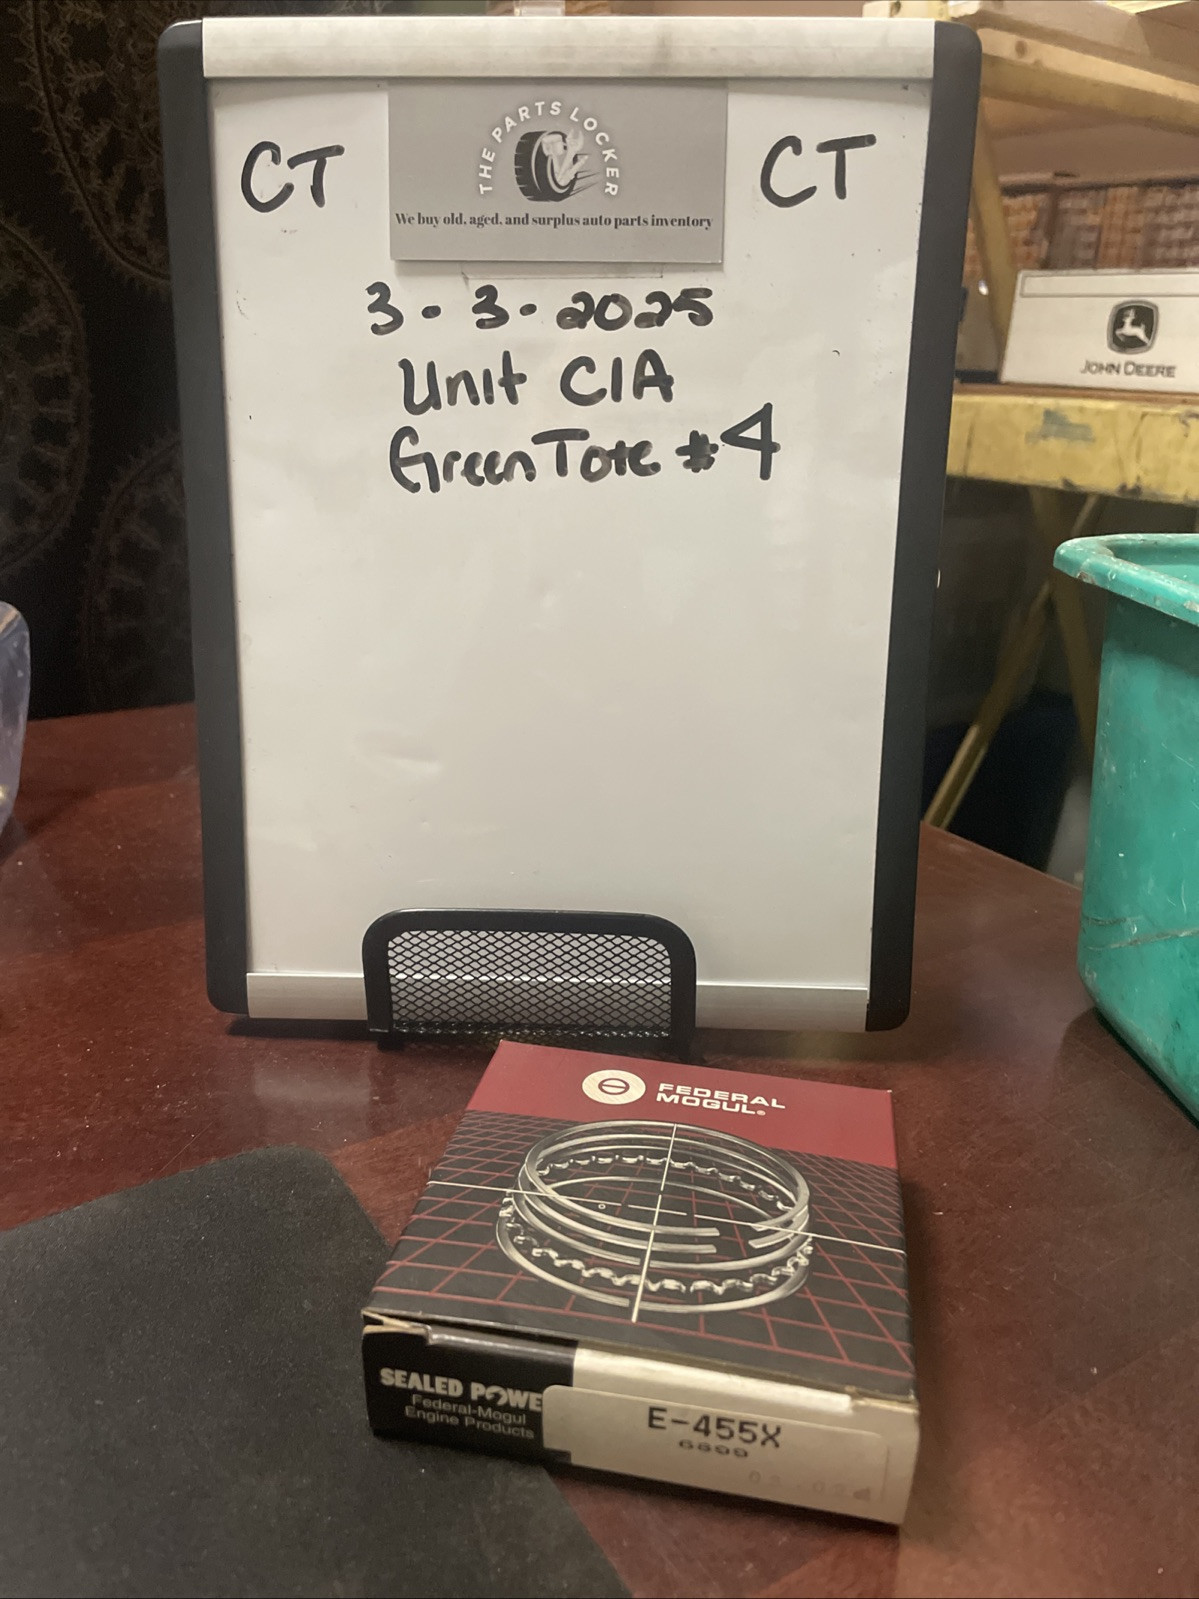 THE PARTS LOCKER
We buy old, aged, and surplus auto parts inventory
CT
CT
3-3-2025
Unit C1A
Green Tote #4
JOHN DEERE
FEDERAL
MOGUL®
SEALED POWE
Federal-Mogul
Engine Products
E-455X
6699